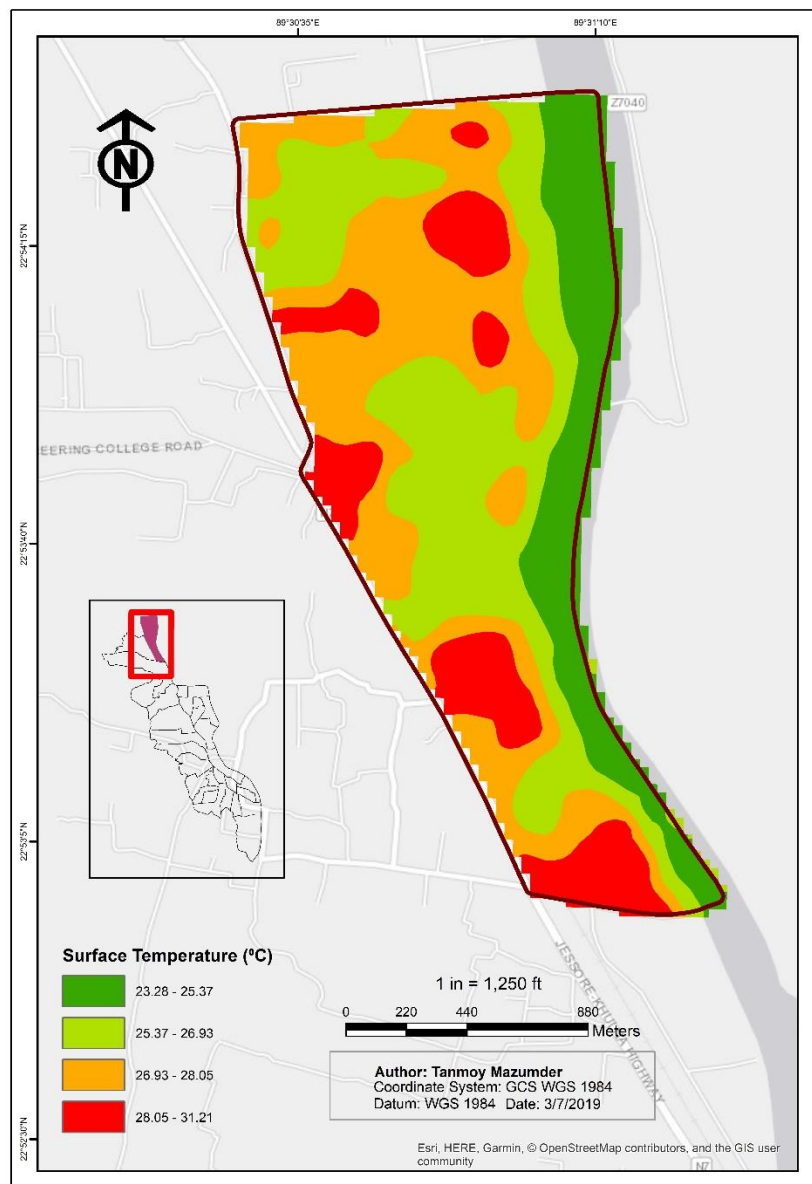 89°30'35"E
89°31'10"E
Z7040
22°54'15"N
EERING COLLEGE ROAD
22°53'40"N
22°53'5"N
Surface Temperature (⁰C)
23.28 - 25.37
25.37 - 26.93
26.93 - 28.05
28.05 - 31.21
N
1 in = 1,250 ft
0 220 440 880
Meters
JESSORE-KHULNA HIGHWAY
Author: Tanmoy Mazumder
Coordinate System: GCS WGS 1984
Datum: WGS 1984 Date: 3/7/2019
22°52'30"N
Esri, HERE, Garmin, © OpenStreetMap contributors, and the GIS user
community
N7